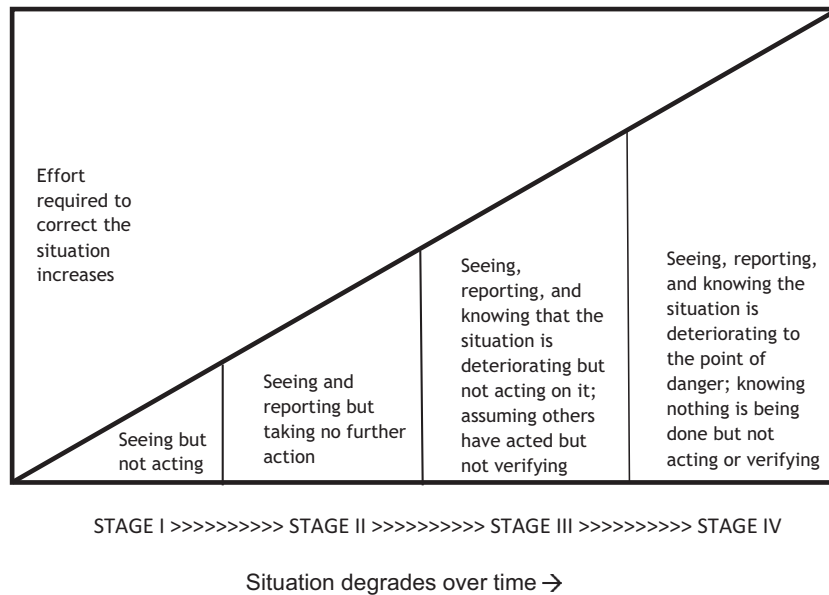 Effort
required to
correct the
situation
increases
Seeing but
not acting
Seeing and
reporting but
taking no further
action
Seeing,
reporting, and
knowing that the
situation is
deteriorating but
not acting on it;
assuming others
have acted but
not verifying
Seeing, reporting,
and knowing the
situation is
deteriorating to
the point of
danger; knowing
nothing is being
done but not
acting or verifying
STAGE I >>>>>>>>>> STAGE II >>>>>>>>>> STAGE III >>>>>>>>>> STAGE IV
Situation degrades over time →